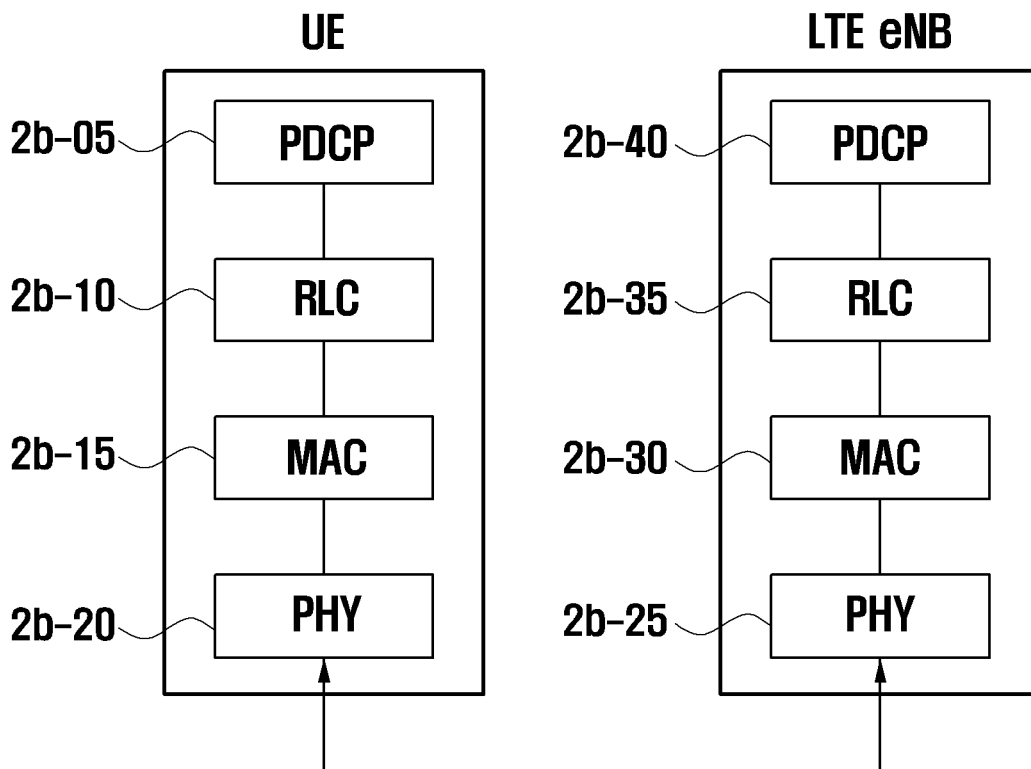 UE LTE eNB
2b-05 PDCP 2b-40 PDCP
2b-10 RLC 2b-35 RLC
2b-15 MAC 2b-30 MAC
2b-20 PHY 2b-25 PHY